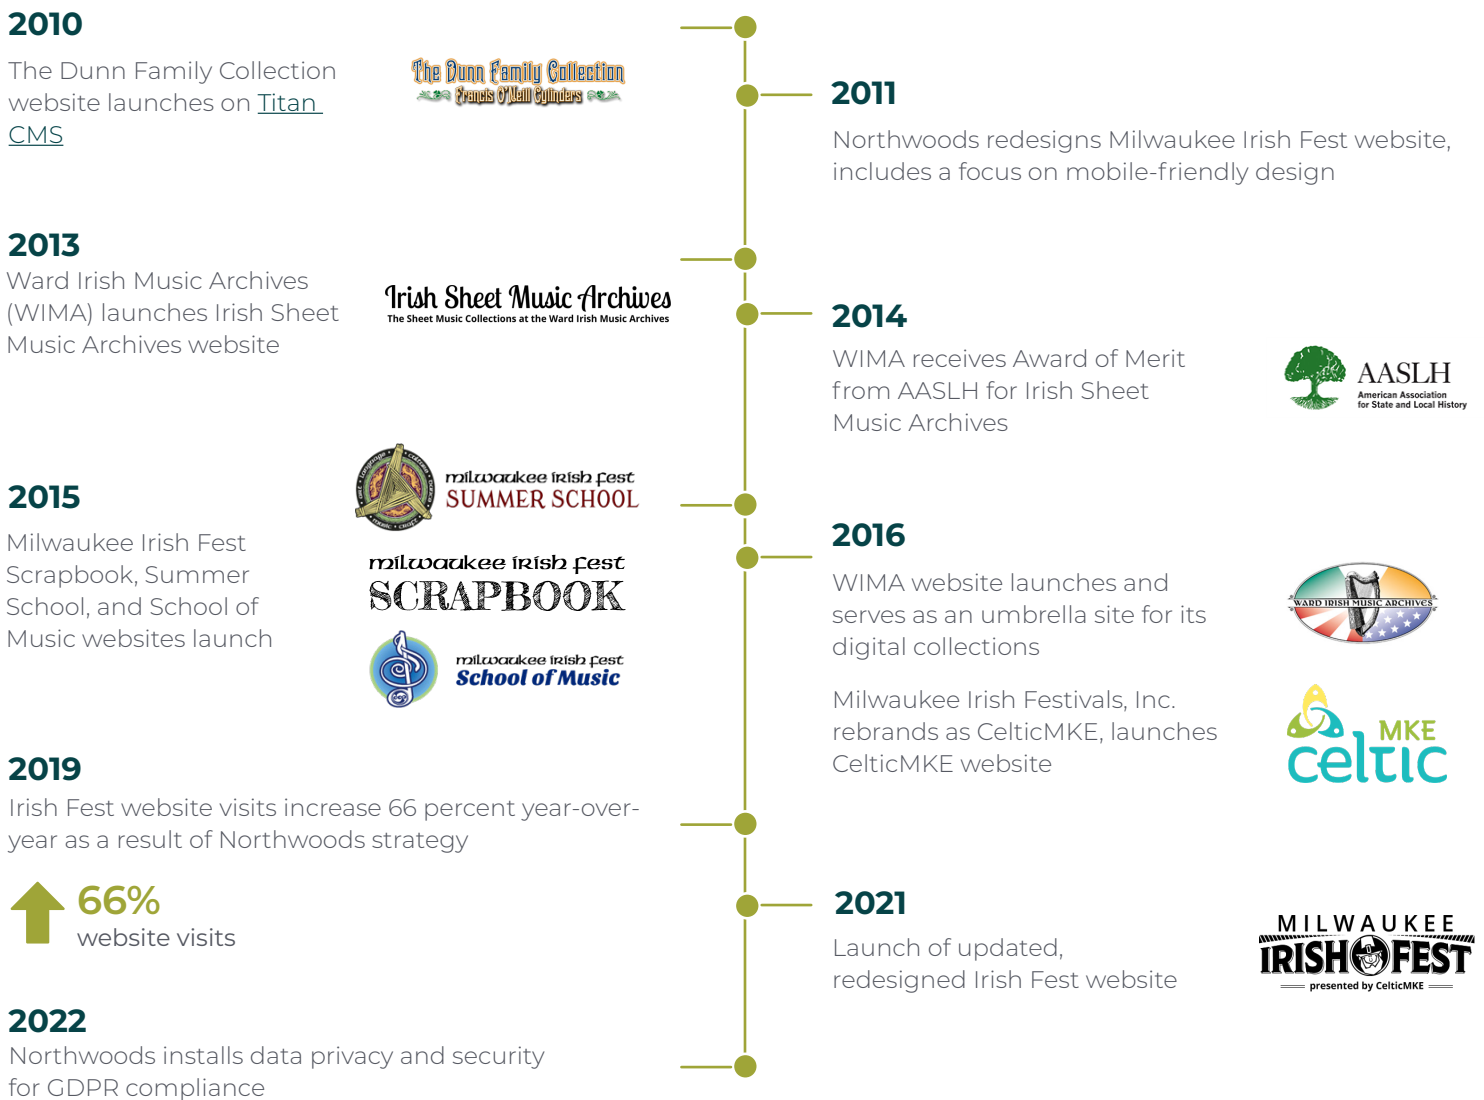 2010
The Dunn Family Collection
website launches on Titan
CMS
The Dunn Family Collection
Francis O'Neill Cylinders
2011
Northwoods redesigns Milwaukee Irish Fest website,
includes a focus on mobile-friendly design
2013
Ward Irish Music Archives
(WIMA) launches Irish Sheet
Music Archives website
Irish Sheet Music Archives
The Sheet Music Collections at the Ward Irish Music Archives
2014
WIMA receives Award of Merit
from AASLH for Irish Sheet
Music Archives
AASLH
American Association
for State and Local History
2015
Milwaukee Irish Fest
Scrapbook, Summer
School, and School of
Music websites launch
language • culture
music • craft
milwaukee irish fest
SUMMER SCHOOL
milwaukee irish fest
SCRAPBOOK
milwaukee irish fest
School of Music
2016
WIMA website launches and
serves as an umbrella site for its
digital collections
WARD IRISH MUSIC ARCHIVES
Milwaukee Irish Festivals, Inc.
rebrands as CelticMKE, launches
CelticMKE website
MKE
celtic
2019
Irish Fest website visits increase 66 percent year-over-
year as a result of Northwoods strategy
66%
website visits
2021
Launch of updated,
redesigned Irish Fest website
MILWAUKEE
IRISH FEST
presented by CelticMKE
2022
Northwoods installs data privacy and security
for GDPR compliance